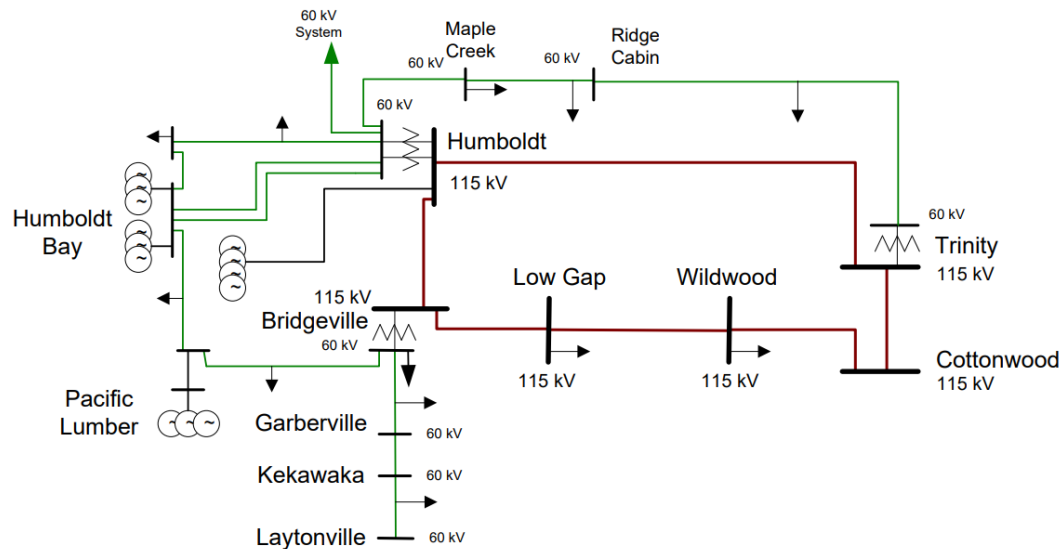 60 kV
System
Maple
Creek
Ridge
Cabin
60 kV
60 kV
60 kV
Humboldt
115 kV
Humboldt
Bay
~
~
~
~
~
~
~
~
~
~
60 kV
Trinity
115 kV
Low Gap
Wildwood
115 kV
Bridgeville
60 kV
115 kV
115 kV
Cottonwood
115 kV
Pacific
Lumber
~ ~ ~
Garberville
60 kV
Kekawaka
60 kV
Laytonville
60 kV